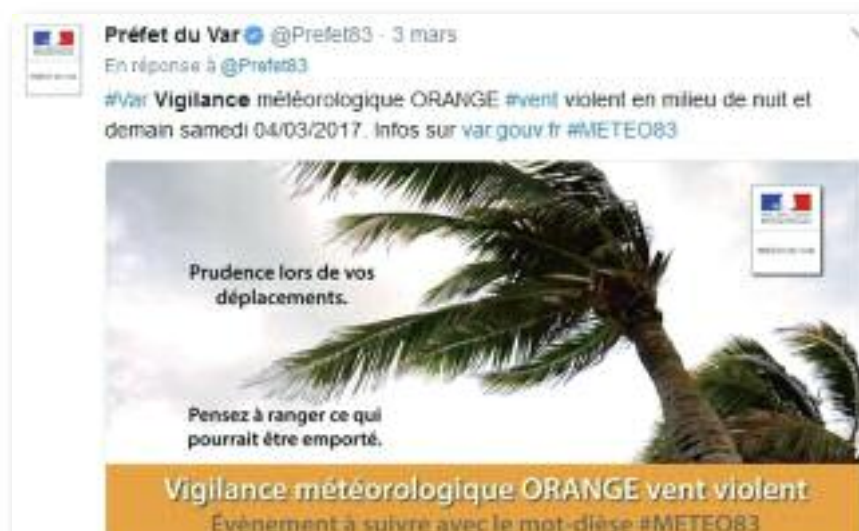 Préfet du Var @Prefet83 · 3 mars
En réponse à @Prefet83
#Var Vigilance météorologique ORANGE #vent violent en milieu de nuit et
demain samedi 04/03/2017. Infos sur var.gouv.fr #METEO83
Prudence lors de vos
déplacements.
Pensez à ranger ce qui
pourrait être emporté.
Vigilance météorologique ORANGE vent violent
Évènement à suivre avec le mot-dièse #METEO83